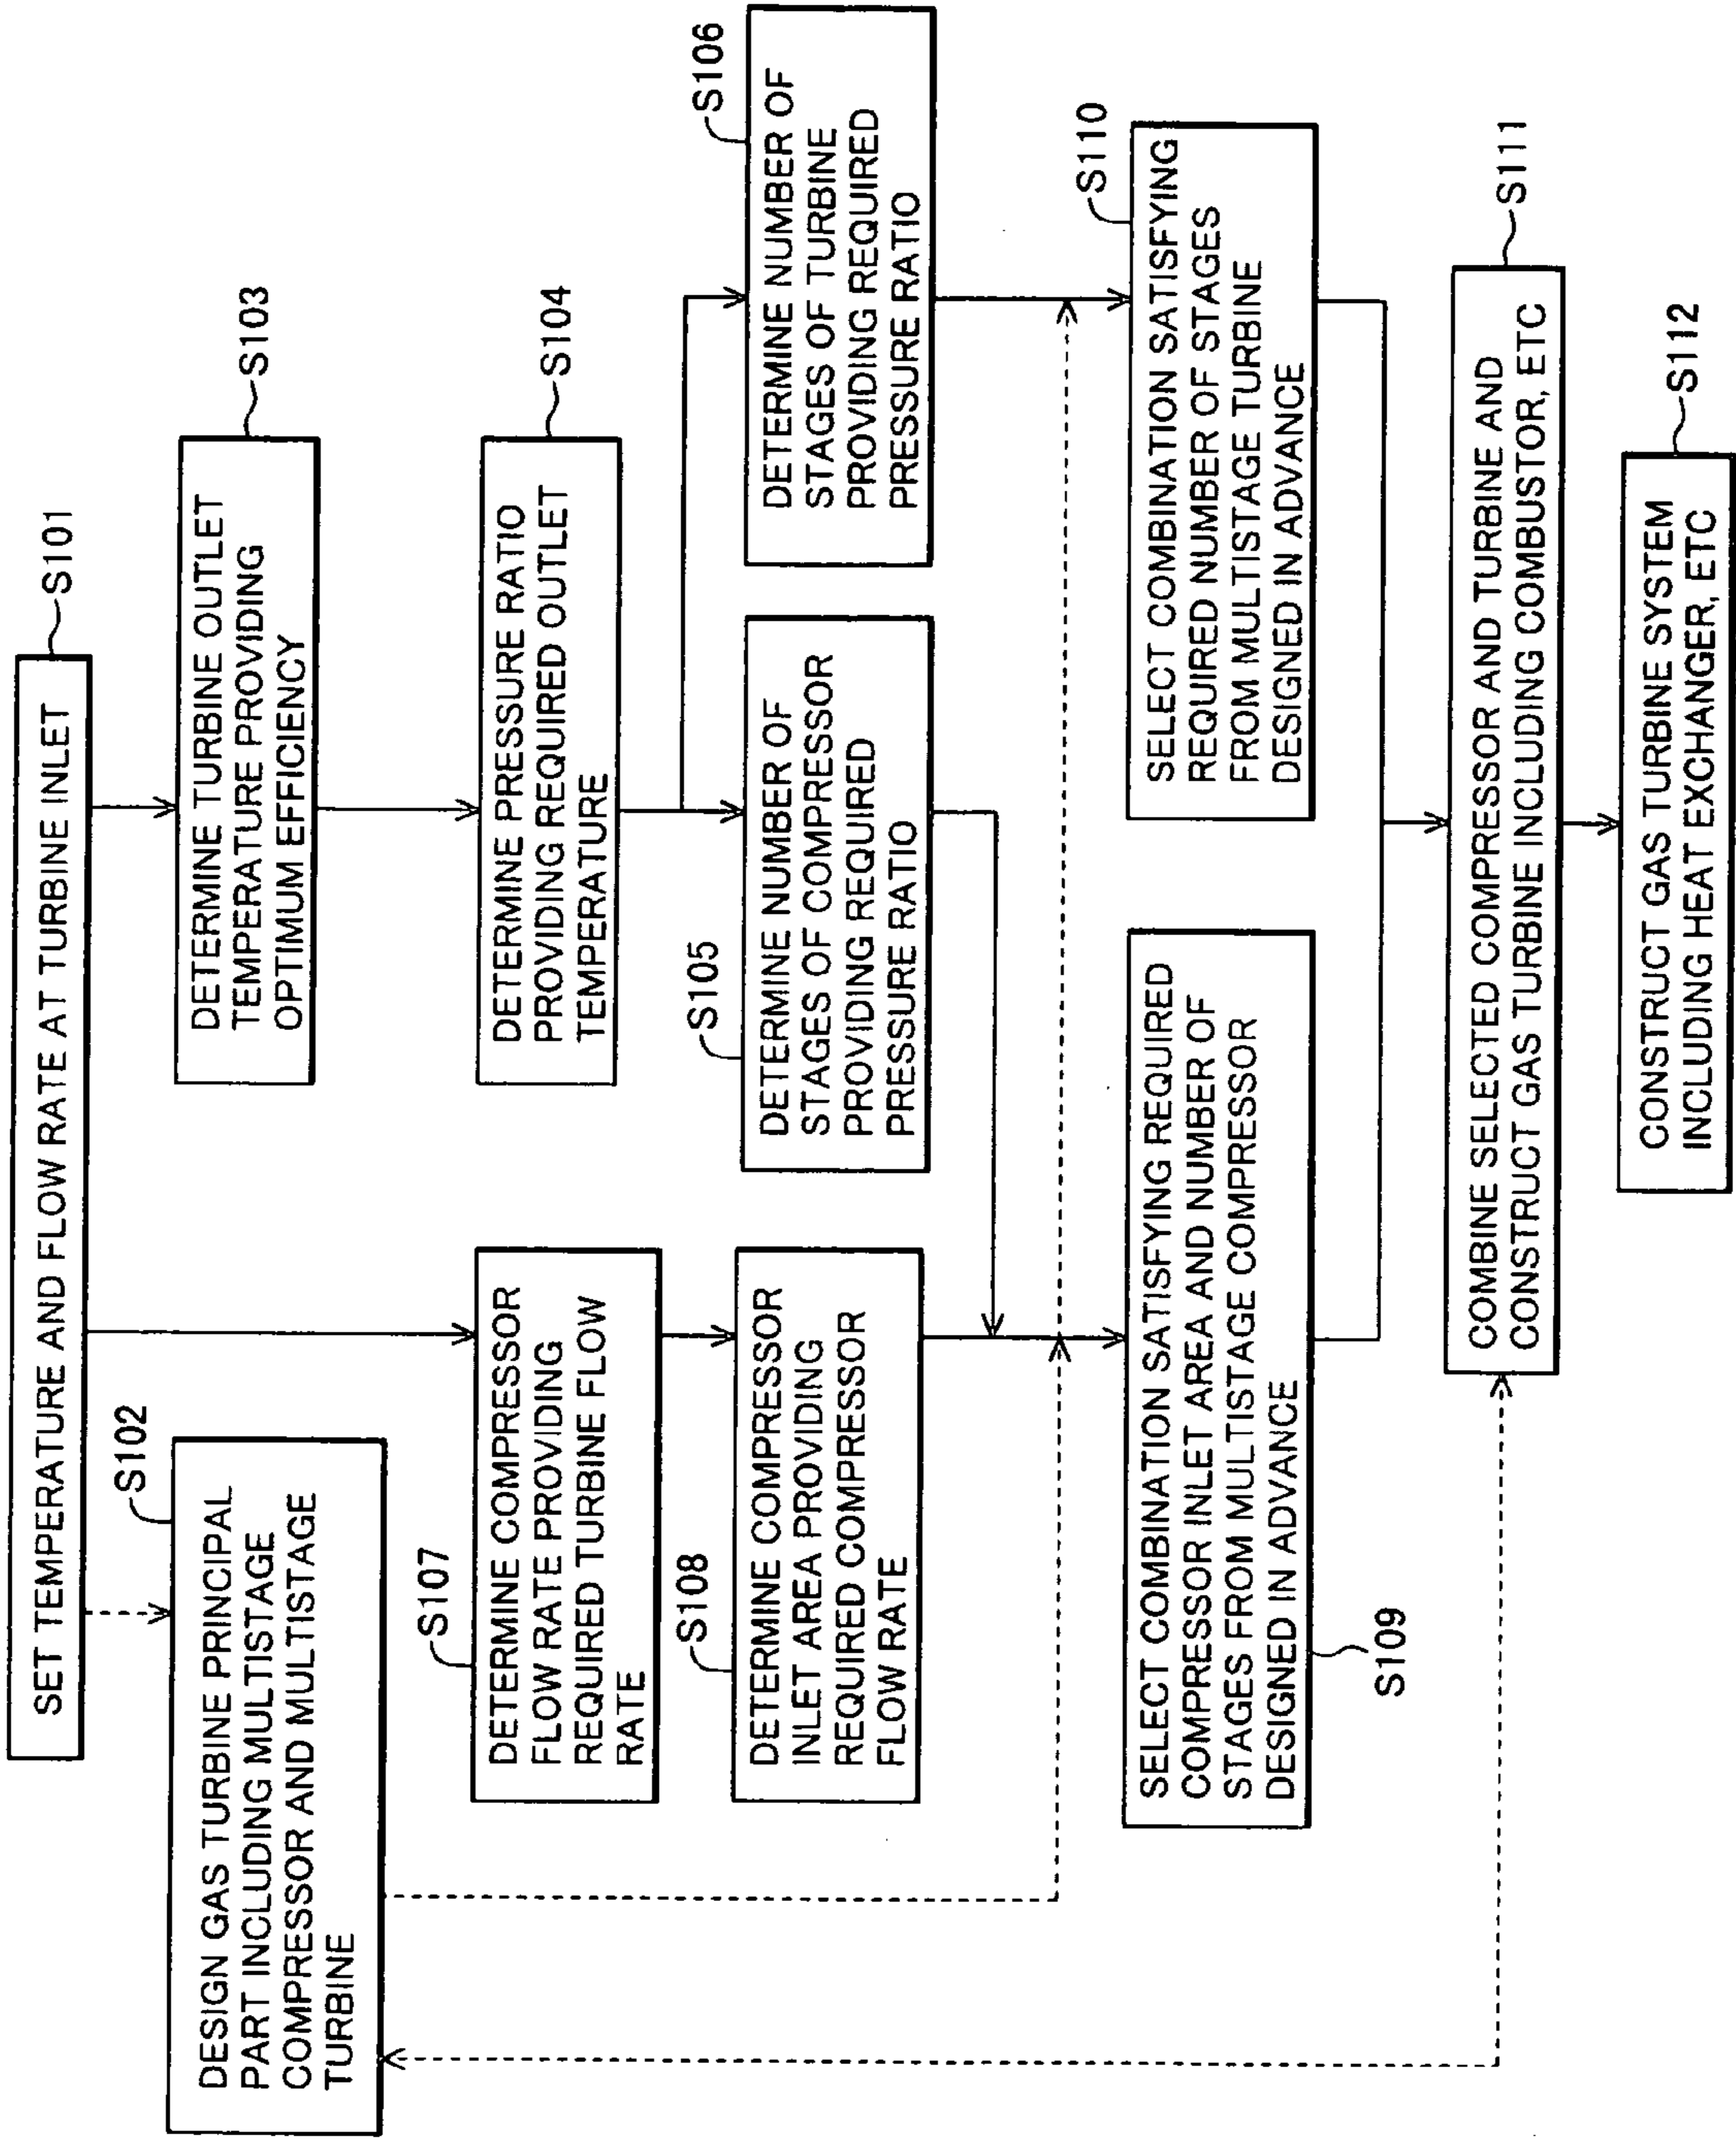 SET TEMPERATURE AND FLOW RATE AT TURBINE INLET
S101
DESIGN GAS TURBINE PRINCIPAL
PART INCLUDING MULTISTAGE
COMPRESSOR AND MULTISTAGE
TURBINE
S102
DETERMINE TURBINE OUTLET
TEMPERATURE PROVIDING
OPTIMUM EFFICIENCY
S103
DETERMINE PRESSURE RATIO
PROVIDING REQUIRED OUTLET
TEMPERATURE
S104
DETERMINE NUMBER OF
STAGES OF COMPRESSOR
PROVIDING REQUIRED
PRESSURE RATIO
S105
DETERMINE NUMBER OF
STAGES OF TURBINE
PROVIDING REQUIRED
PRESSURE RATIO
S106
DETERMINE COMPRESSOR
FLOW RATE PROVIDING
REQUIRED TURBINE FLOW
RATE
S107
DETERMINE COMPRESSOR
INLET AREA PROVIDING
REQUIRED COMPRESSOR
FLOW RATE
S108
SELECT COMBINATION SATISFYING REQUIRED
COMPRESSOR INLET AREA AND NUMBER OF
STAGES FROM MULTISTAGE COMPRESSOR
DESIGNED IN ADVANCE
S109
SELECT COMBINATION SATISFYING
REQUIRED NUMBER OF STAGES
FROM MULTISTAGE TURBINE
DESIGNED IN ADVANCE
S110
COMBINE SELECTED COMPRESSOR AND TURBINE AND
CONSTRUCT GAS TURBINE INCLUDING COMBUSTOR, ETC
S111
CONSTRUCT GAS TURBINE SYSTEM
INCLUDING HEAT EXCHANGER, ETC
S112